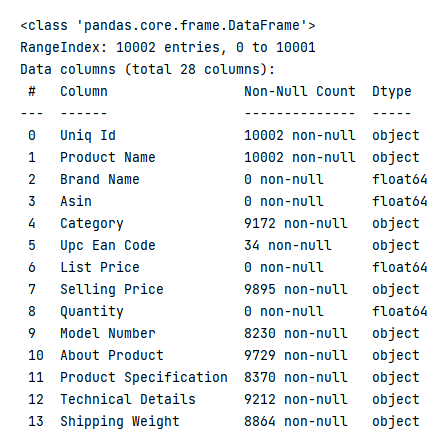 <class 'pandas.core.frame.DataFrame'>
RangeIndex: 10002 entries, 0 to 10001
Data columns (total 28 columns):
 #   Column                 Non-Null Count  Dtype
---  ------                 --------------  -----
 0   Uniq Id                10002 non-null  object
 1   Product Name           10002 non-null  object
 2   Brand Name             0 non-null      float64
 3   Asin                   0 non-null      float64
 4   Category               9172 non-null   object
 5   Upc Ean Code           34 non-null     object
 6   List Price             0 non-null      float64
 7   Selling Price          9895 non-null   object
 8   Quantity               0 non-null      float64
 9   Model Number           8230 non-null   object
 10  About Product          9729 non-null   object
 11  Product Specification  8370 non-null   object
 12  Technical Details      9212 non-null   object
 13  Shipping Weight        8864 non-null   object